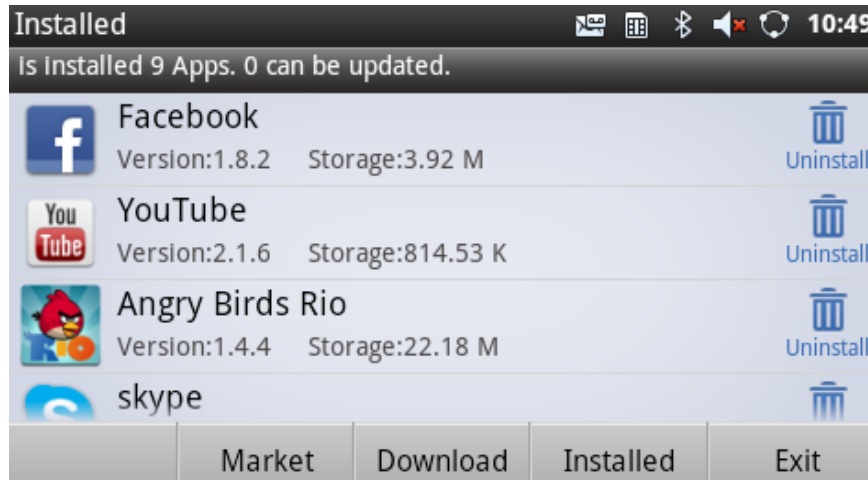 Installed 10:49
is installed 9 Apps. 0 can be updated.
f Facebook
Version:1.8.2 Storage:3.92 M Uninstall
You YouTube
Tube Version:2.1.6 Storage:814.53 K Uninstall
Angry Birds Rio
RIO Version:1.4.4 Storage:22.18 M Uninstall
S skype
Market Download Installed Exit